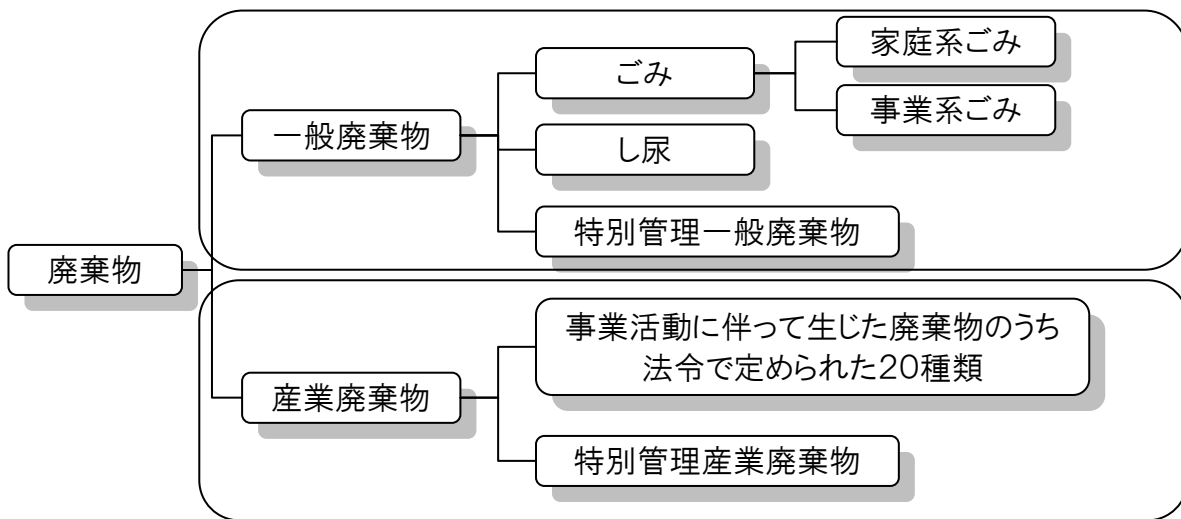 廃棄物
一般廃棄物
ごみ
家庭系ごみ
事業系ごみ
し尿
特別管理一般廃棄物
産業廃棄物
事業活動に伴って生じた廃棄物のうち
法令で定められた20種類
特別管理産業廃棄物